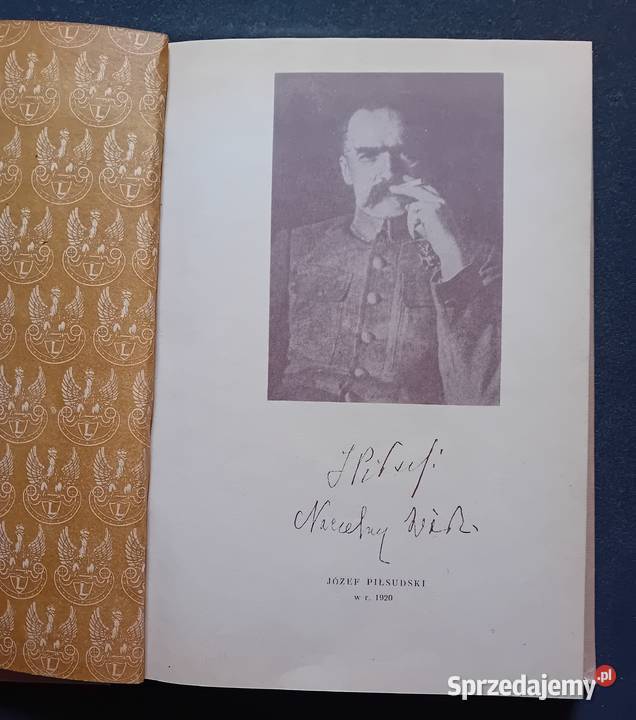 J Piłsudski
Naczelny Wódz
JÓZEF PIŁSUDSKI
w r. 1920
Sprzedajemy.pl